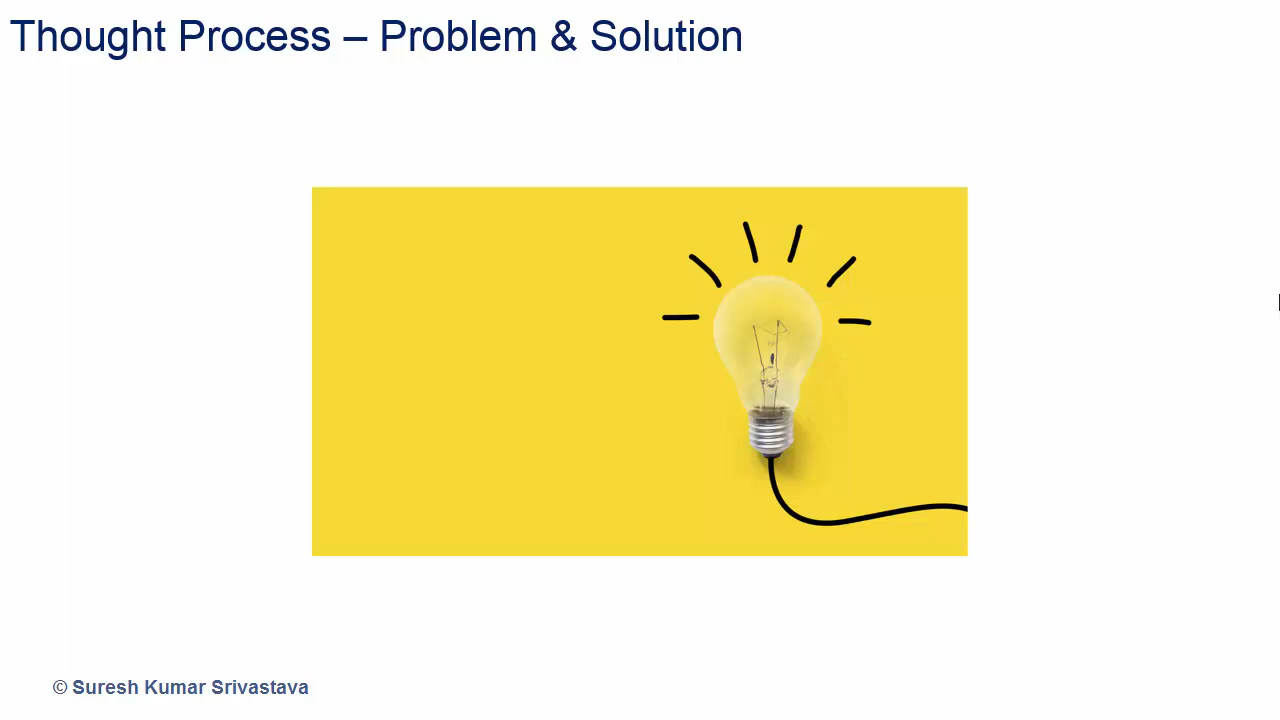 Thought Process – Problem & Solution
© Suresh Kumar Srivastava